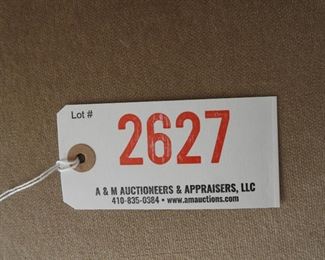 Lot #
2627
A & M AUCTIONEERS & APPRAISERS, LLC
410-835-0384 • www.amauctions.com